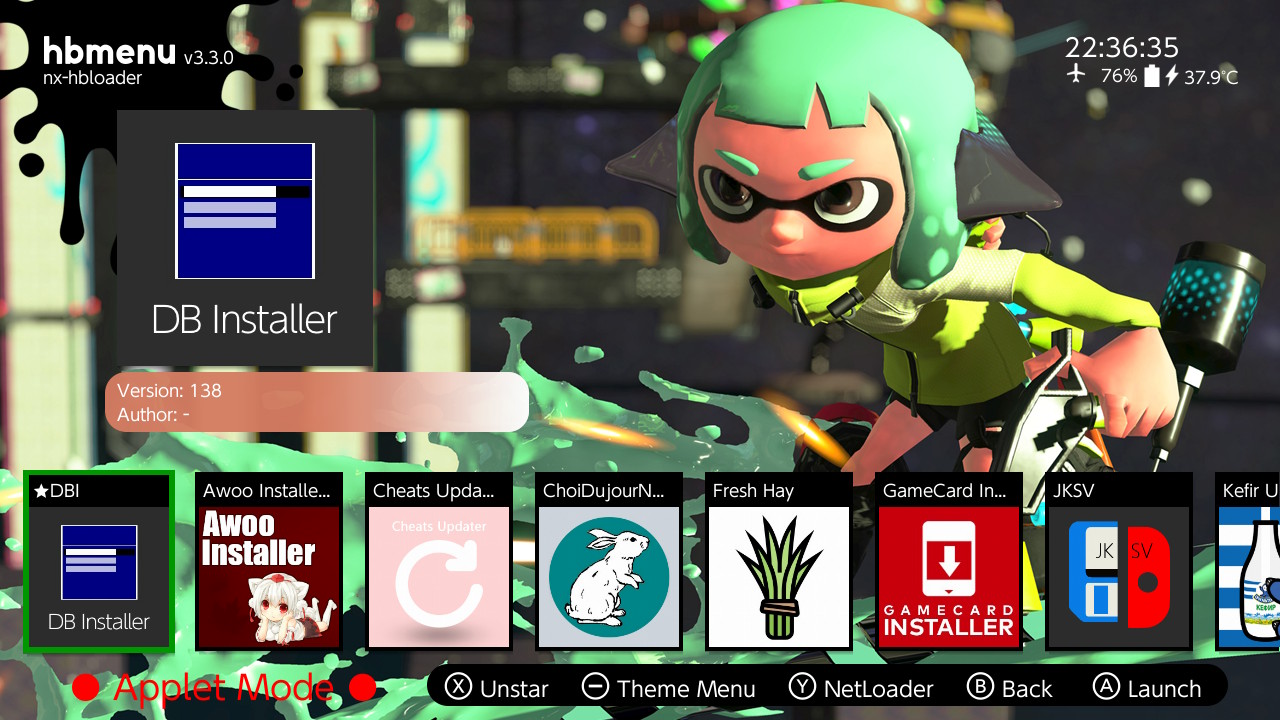 hbmenu v3.3.0
nx-hbloader
22:36:35
76% 37.9°C
DB Installer
Version: 138
Author: -
★DBI
DB Installer
Awoo Installe...
Awoo
Installer
Cheats Upda...
Cheats Updater
ChoiDujourN...
Fresh Hay
GameCard In...
GAMECARD
INSTALLER
JKSV
JK SV
Kefir U
КЕФИР
Applet Mode
X Unstar
− Theme Menu
Y NetLoader
B Back
A Launch